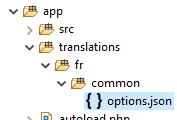 app
src
translations
fr
common
{ } options.json
autoload.php